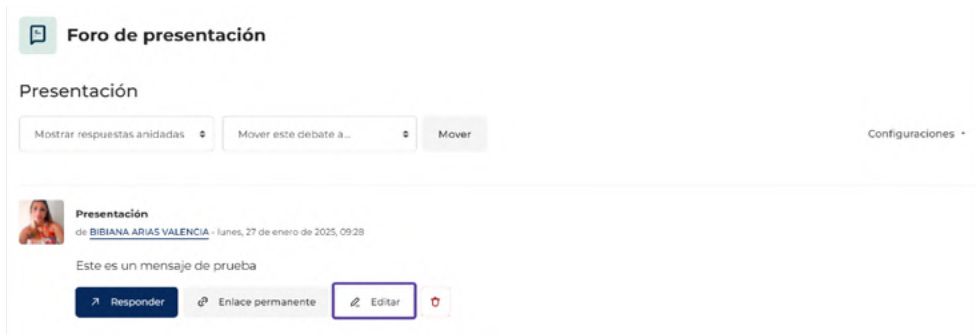 Foro de presentación
Presentación
Mostrar respuestas anidadas Mover este debate a... Mover Configuraciones
Presentación
de BIBIANA ARIAS VALENCIA - lunes, 27 de enero de 2025, 09:28
Este es un mensaje de prueba
Responder Enlace permanente Editar